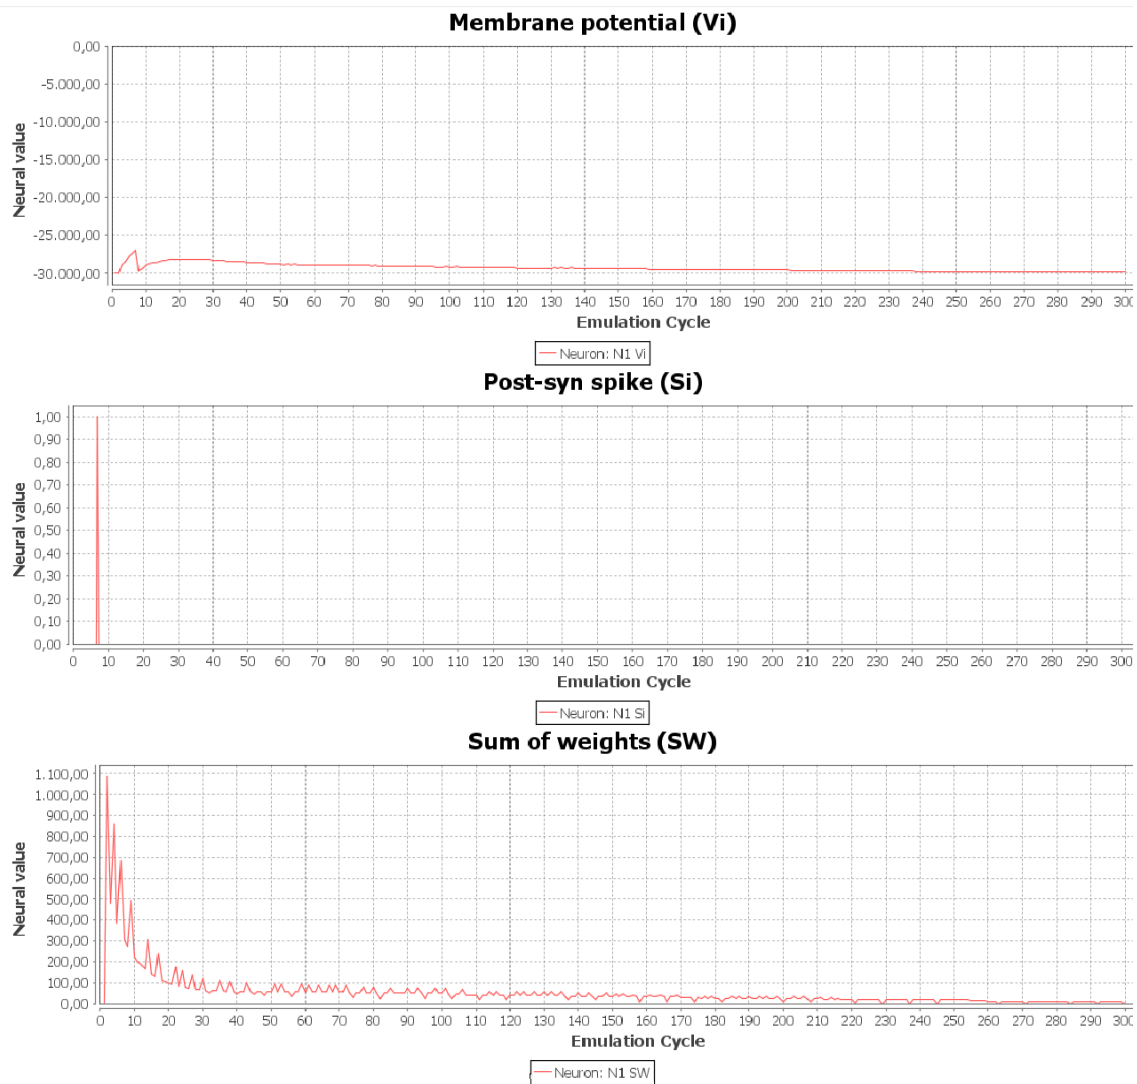 Membrane potential (Vi)
Neural value
0,00
-5.000,00
-10.000,00
-15.000,00
-20.000,00
-25.000,00
-30.000,00
0 10 20 30 40 50 60 70 80 90 100 110 120 130 140 150 160 170 180 190 200 210 220 230 240 250 260 270 280 290 300
Emulation Cycle
Neuron: N1 Vi
Post-syn spike (Si)
Neural value
1,00
0,90
0,80
0,70
0,60
0,50
0,40
0,30
0,20
0,10
0,00
0 10 20 30 40 50 60 70 80 90 100 110 120 130 140 150 160 170 180 190 200 210 220 230 240 250 260 270 280 290 300
Emulation Cycle
Neuron: N1 Si
Sum of weights (SW)
Neural value
1.100,00
1.000,00
900,00
800,00
700,00
600,00
500,00
400,00
300,00
200,00
100,00
0,00
0 10 20 30 40 50 60 70 80 90 100 110 120 130 140 150 160 170 180 190 200 210 220 230 240 250 260 270 280 290 300
Emulation Cycle
Neuron: N1 SW